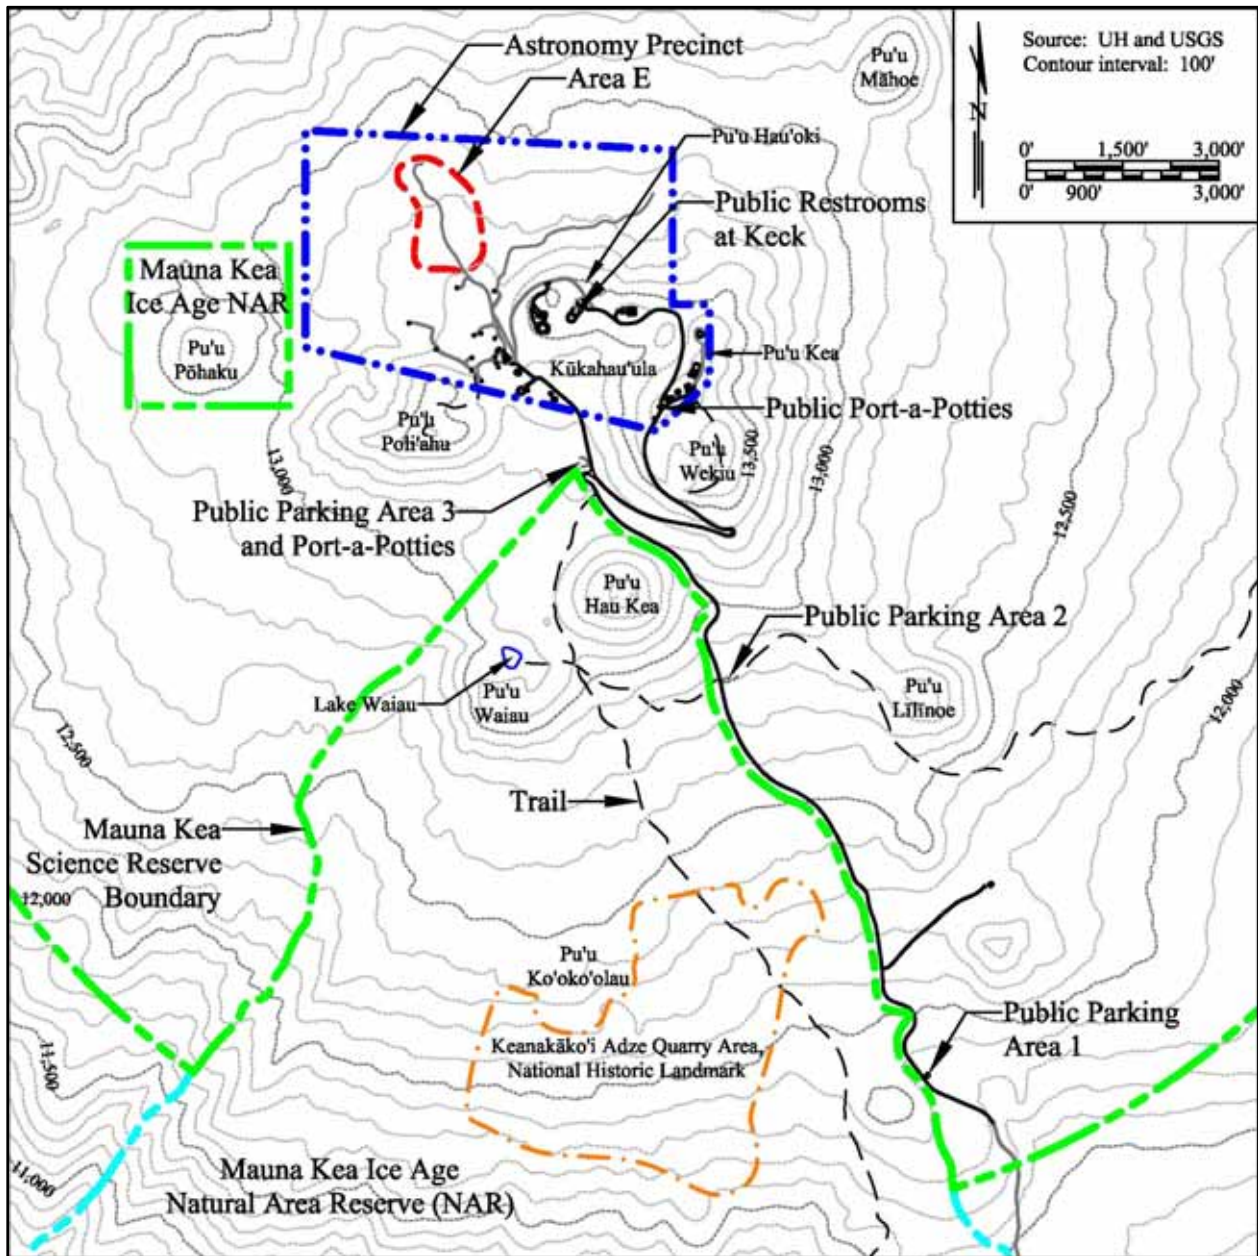 Astronomy Precinct
Area E
Pu'u
Māhoe
Source: UH and USGS
Contour interval: 100'
N
0' 1,500' 3,000'
0' 900' 3,000'
Pu'u Hau'oki
Public Restrooms
at Keck
Mauna Kea
Ice Age NAR
Pu'u
Pōhaku
Kūkahau'ula
Pu'u Kea
Public Port-a-Potties
Pu'u
Poli'ahu
Pu'u
Wekiu
13,500
13,000
13,000
12,500
Public Parking Area 3
and Port-a-Potties
Pu'u
Hau Kea
Public Parking Area 2
Lake Waiau
Pu'u
Waiau
Pu'u
Līlīnoe
12,000
12,500
Trail
Mauna Kea
Science Reserve
Boundary
12,000
Pu'u
Ko'oko'olau
Keanakāko'i Adze Quarry Area,
National Historic Landmark
Public Parking
Area 1
11,500
11,000
Mauna Kea Ice Age
Natural Area Reserve (NAR)